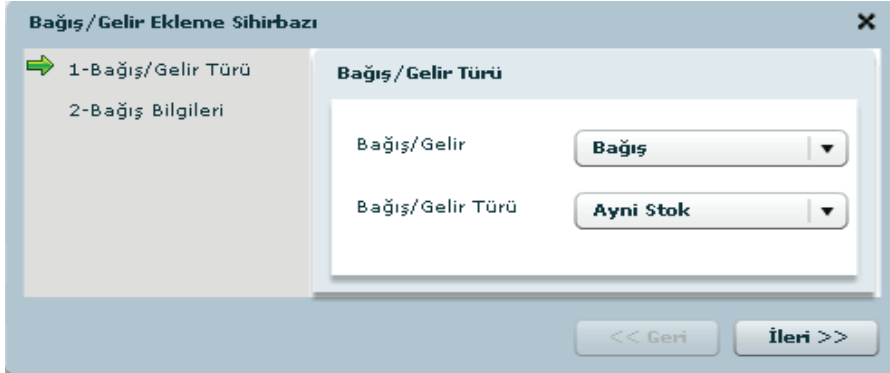 Bağış/Gelir Ekleme Sihirbazı
1-Bağış/Gelir Türü
2-Bağış Bilgileri
Bağış/Gelir Türü
Bağış/Gelir Bağış
Bağış/Gelir Türü Ayni Stok
<< Geri İleri >>